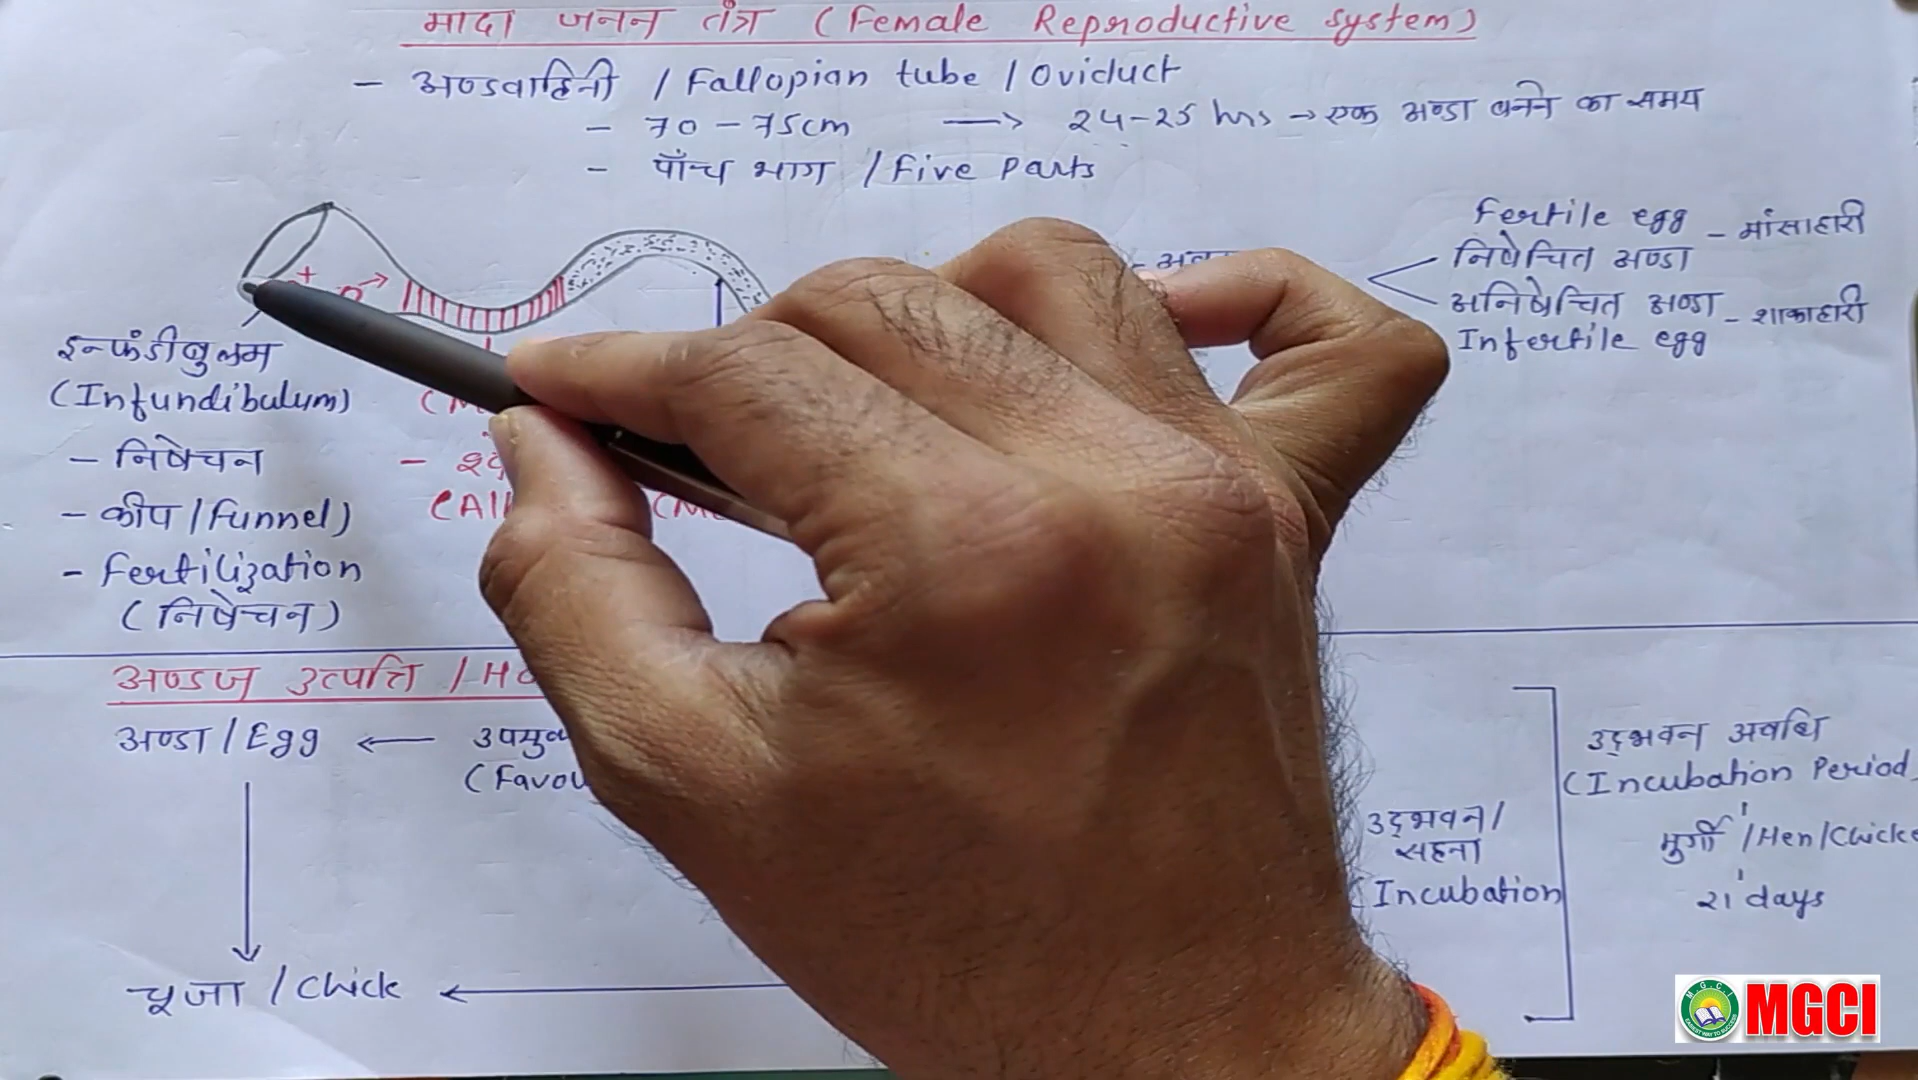 मादा जनन तंत्र (Female Reproductive System)
- अण्डवाहिनी / Fallopian tube / Oviduct
- 70-75cm → 24-25 hrs → एक अण्डा बनने का समय
- पाँच भाग / Five Parts
Fertile egg
निषेचित अण्डा - मांसाहारी
अनिषेचित अण्डा - शाकाहारी
Infertile egg
इन्फंडीबुलम
(Infundibulum)
- निषेचन
- कीप / Funnel)
- Fertilization
(निषेचन)
अण्डज उत्पत्ति /
अण्डा / Egg ←
चूजा / Chick ←
उद्भवन /
सहना
(Incubation
उद्भवन अवधि
(Incubation Period
मुर्गी / Hen / Chicke
21 days
M.G.C.I
MGCI